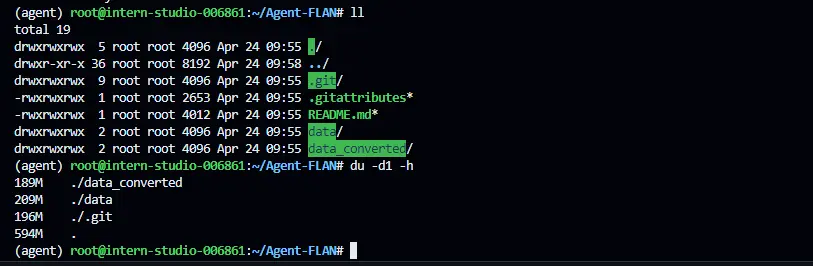 (agent) root@intern-studio-006861:~/Agent-FLAN# ll
total 19
drwxrwxrwx  5 root root 4096 Apr 24 09:55 ./
drwxr-xr-x 36 root root 8192 Apr 24 09:58 ../
drwxrwxrwx  9 root root 4096 Apr 24 09:55 .git/
-rwxrwxrwx  1 root root 2653 Apr 24 09:55 .gitattributes*
-rwxrwxrwx  1 root root 4012 Apr 24 09:55 README.md*
drwxrwxrwx  2 root root 4096 Apr 24 09:55 data/
drwxrwxrwx  2 root root 4096 Apr 24 09:55 data_converted/
(agent) root@intern-studio-006861:~/Agent-FLAN# du -d1 -h
189M    ./data_converted
209M    ./data
196M    ./.git
594M    .
(agent) root@intern-studio-006861:~/Agent-FLAN#